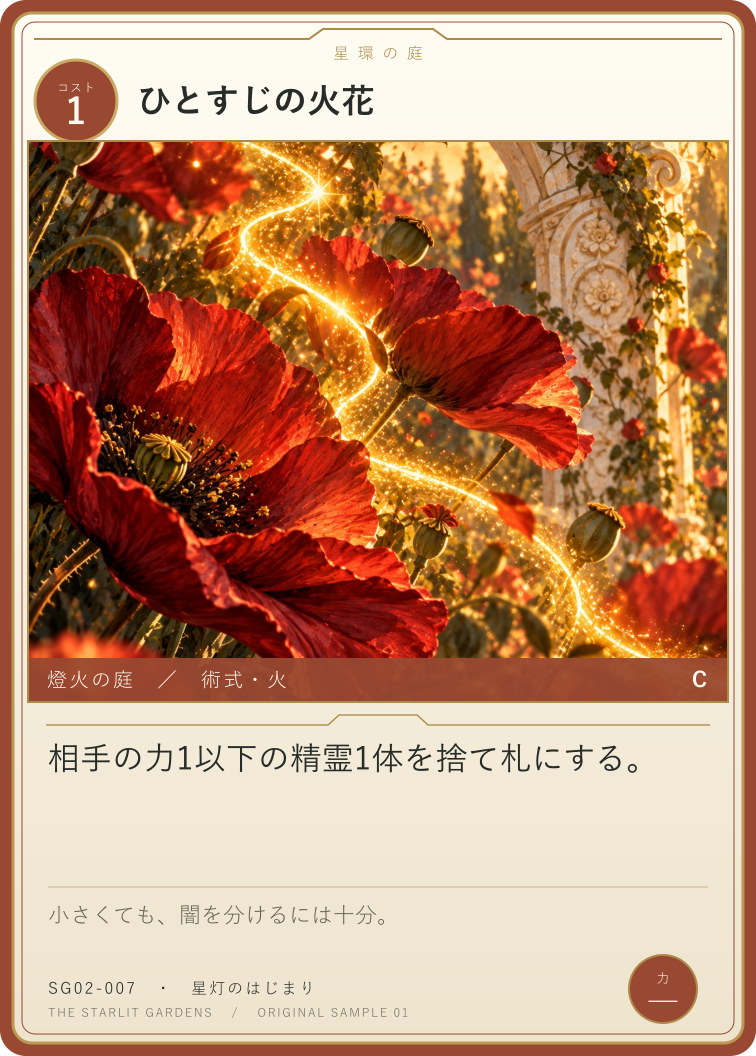 星環の庭
コスト
1
ひとすじの火花
燈火の庭 ／ 術式・火
C
相手の力1以下の精霊1体を捨て札にする。
小さくても、闇を分けるには十分。
力
—
SG02-007 ・ 星灯のはじまり
THE STARLIT GARDENS / ORIGINAL SAMPLE 01